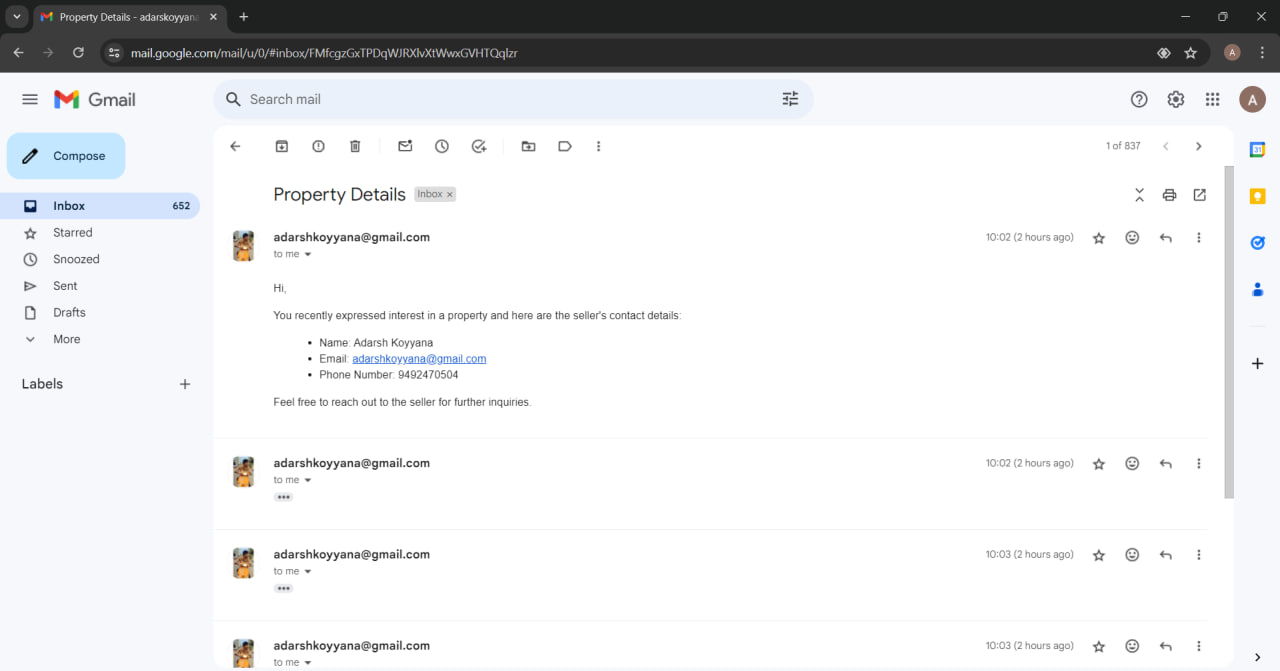 Property Details - adarskoyyana
mail.google.com/mail/u/0/#inbox/FMfcgzGxTPDqWJRXlvXtWwxGVHTQqlzr
A
Gmail
Search mail
A
Compose
1 of 837
31
Inbox 652
Starred
Snoozed
Sent
Drafts
More
Labels
Property Details Inbox ×
adarshkoyyana@gmail.com 10:02 (2 hours ago)
to me
Hi,
You recently expressed interest in a property and here are the seller's contact details:
• Name: Adarsh Koyyana
• Email: adarshkoyyana@gmail.com
• Phone Number: 9492470504
Feel free to reach out to the seller for further inquiries.
adarshkoyyana@gmail.com 10:02 (2 hours ago)
to me
adarshkoyyana@gmail.com 10:03 (2 hours ago)
to me
adarshkoyyana@gmail.com 10:03 (2 hours ago)
to me